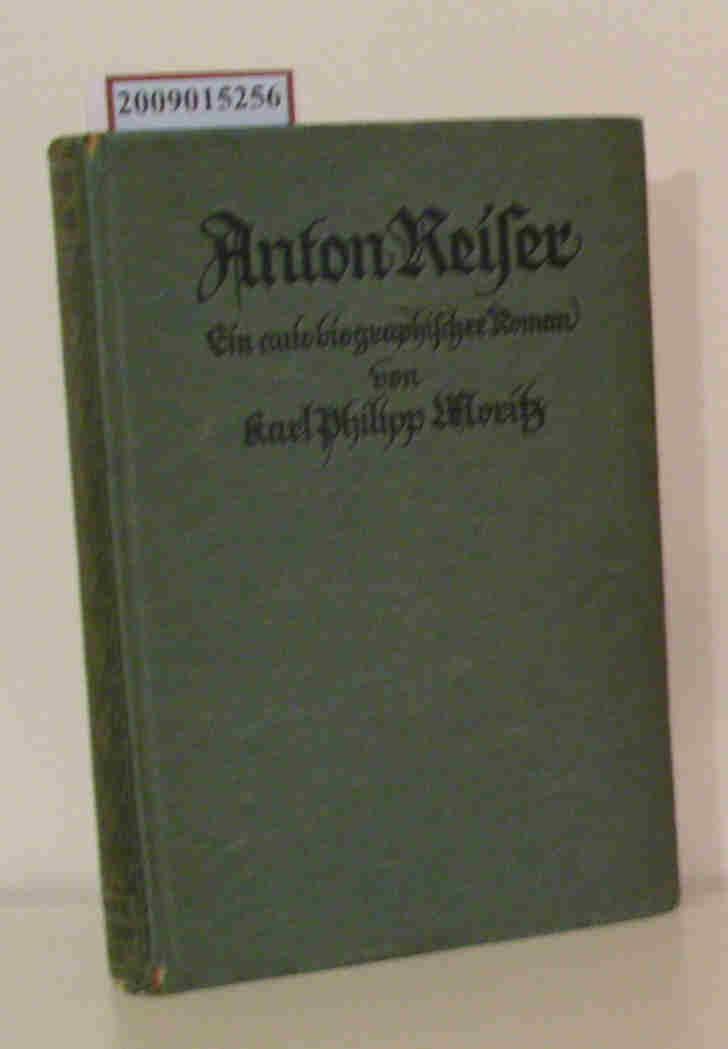 2009015256
Anton Reiser
Ein autobiographischer Roman
von
Karl Philipp Moritz